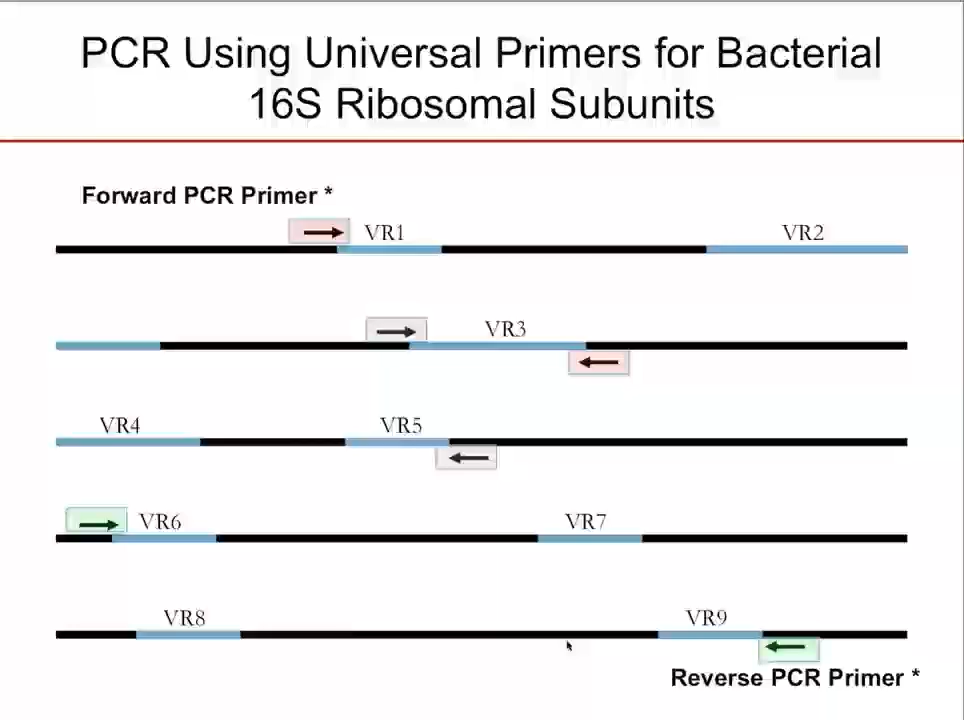 PCR Using Universal Primers for Bacterial
16S Ribosomal Subunits
Forward PCR Primer *
VR1 VR2
VR3
VR4 VR5
VR6 VR7
VR8 VR9
Reverse PCR Primer *